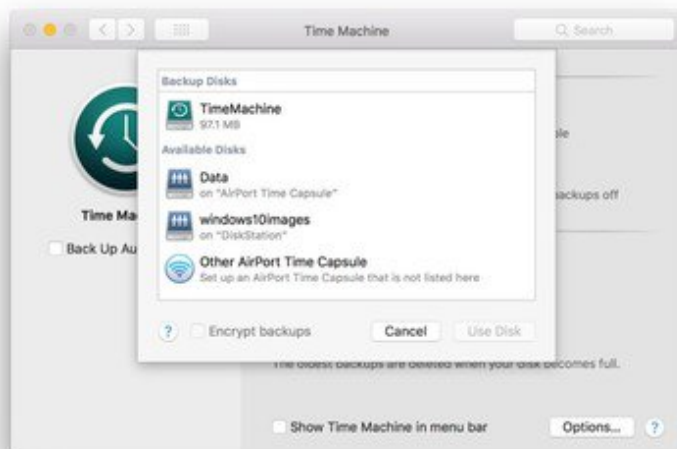 Time Machine
Search
Backup Disks
TimeMachine
97.1 MB
Available Disks
Data
on "AirPort Time Capsule"
windows10images
on "DiskStation"
Other AirPort Time Capsule
Set up an AirPort Time Capsule that is not listed here
Time Ma
Back Up Au
ackups off
? Encrypt backups
Cancel
Use Disk
The oldest backups are deleted when your disk becomes full.
Show Time Machine in menu bar
Options...
?